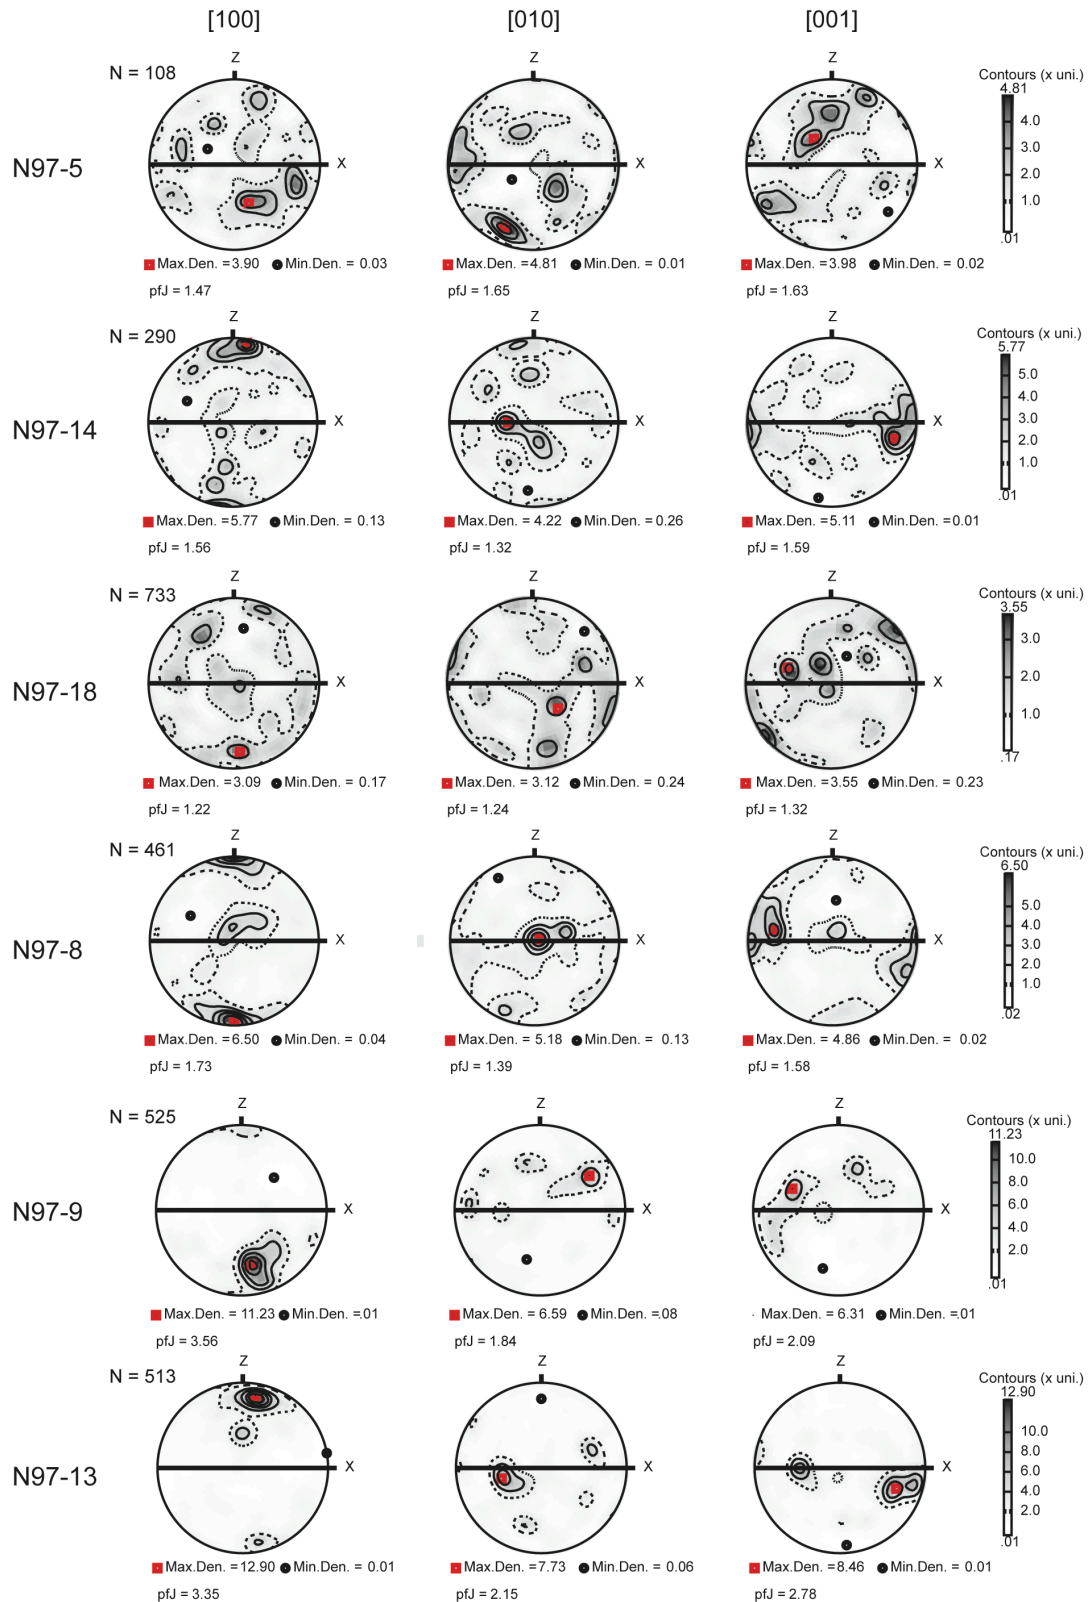 [100] [010] [001]
Z Z Z
N = 108
Contours (x uni.)
4.81
4.0
3.0
2.0
1.0
.01
N97-5
X X X
Max.Den. =3.90 Min.Den. = 0.03
Max.Den. =4.81 Min.Den. = 0.01
Max.Den. =3.98 Min.Den. = 0.02
pfJ = 1.47
pfJ = 1.65
pfJ = 1.63
Z Z Z
N = 290
Contours (x uni.)
5.77
5.0
4.0
3.0
2.0
1.0
.01
N97-14
X X X
Max.Den. =5.77 Min.Den. = 0.13
Max.Den. = 4.22 Min.Den. = 0.26
Max.Den. =5.11 Min.Den. =0.01
pfJ = 1.56
pfJ = 1.32
pfJ = 1.59
Z Z Z
N = 733
Contours (x uni.)
3.55
3.0
2.0
1.0
.17
N97-18
X X X
Max.Den. =3.09 Min.Den. = 0.17
Max.Den. =3.12 Min.Den. = 0.24
Max.Den. =3.55 Min.Den. = 0.23
pfJ = 1.22
pfJ = 1.24
pfJ = 1.32
Z Z Z
N = 461
Contours (x uni.)
6.50
5.0
4.0
3.0
2.0
1.0
.02
N97-8
X X X
Max.Den. =6.50 Min.Den. = 0.04
Max.Den. =5.18 Min.Den. = 0.13
Max.Den. = 4.86 Min.Den. = 0.02
pfJ = 1.73
pfJ = 1.39
pfJ = 1.58
Z Z Z
N = 525
Contours (x uni.)
11.23
10.0
8.0
6.0
4.0
2.0
.01
N97-9
X X X
Max.Den. = 11.23 Min.Den. =.01
Max.Den. =6.59 Min.Den. =.08
Max.Den. = 6.31 Min.Den. =.01
pfJ = 3.56
pfJ = 1.84
pfJ = 2.09
Z Z Z
N = 513
Contours (x uni.)
12.90
10.0
8.0
6.0
4.0
2.0
.01
N97-13
X X X
Max.Den. =12.90 Min.Den. = 0.01
Max.Den. =7.73 Min.Den. = 0.06
Max.Den. =8.46 Min.Den. = 0.01
pfJ = 3.35
pfJ = 2.15
pfJ = 2.78